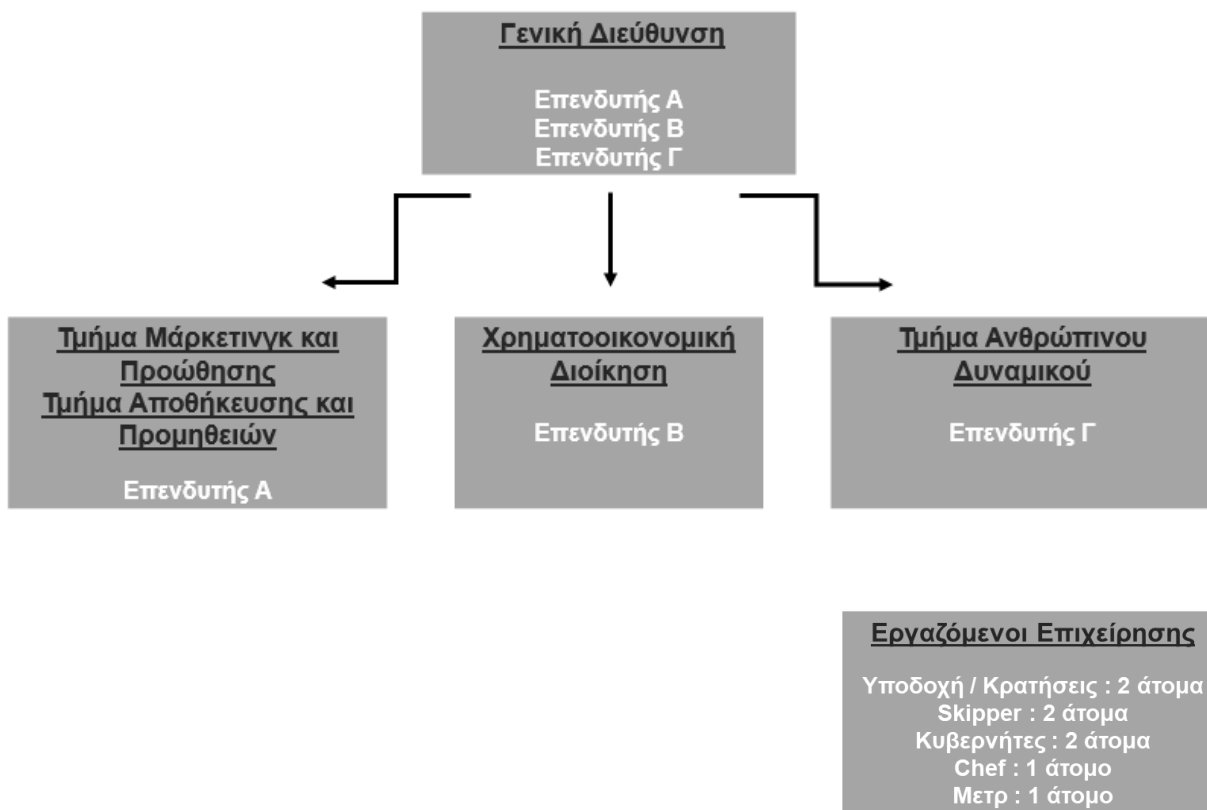 Γενική Διεύθυνση
Επενδυτής Α
Επενδυτής Β
Επενδυτής Γ
Τμήμα Μάρκετινγκ και
Προώθησης
Τμήμα Αποθήκευσης και
Προμηθειών
Επενδυτής Α
Χρηματοοικονομική
Διοίκηση
Επενδυτής Β
Τμήμα Ανθρώπινου
Δυναμικού
Επενδυτής Γ
Εργαζόμενοι Επιχείρησης
Υποδοχή / Κρατήσεις : 2 άτομα
Skipper : 2 άτομα
Κυβερνήτες : 2 άτομα
Chef : 1 άτομο
Μετρ : 1 άτομο